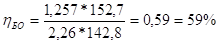 η_БО = (1,257*152,7)/(2,26*142,8) = 0,59 = 59%